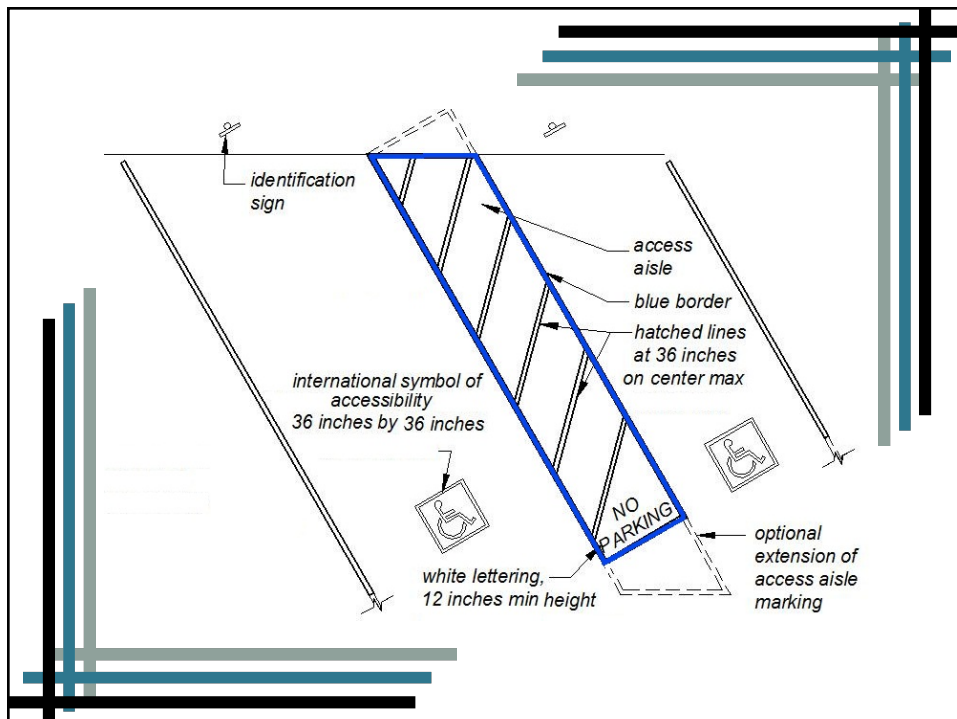 identification
sign
access
aisle
blue border
hatched lines
at 36 inches
on center max
international symbol of
accessibility
36 inches by 36 inches
NO
PARKING
white lettering,
12 inches min height
optional
extension of
access aisle
marking